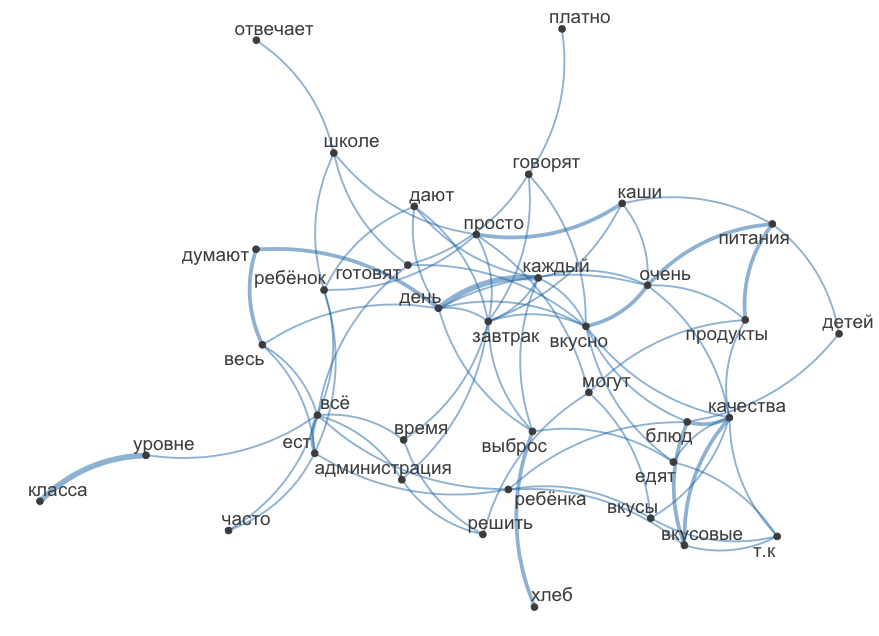 платно
отвечает
школе
говорят
дают
каши
просто
питания
думают
ребёнок
готовят
каждый
очень
день
детей
завтрак
вкусно
продукты
весь
могут
всё
качества
время
блюд
уровне
ест
выброс
администрация
едят
класса
ребёнка
вкусы
часто
решить
вкусовые
т.к
хлеб